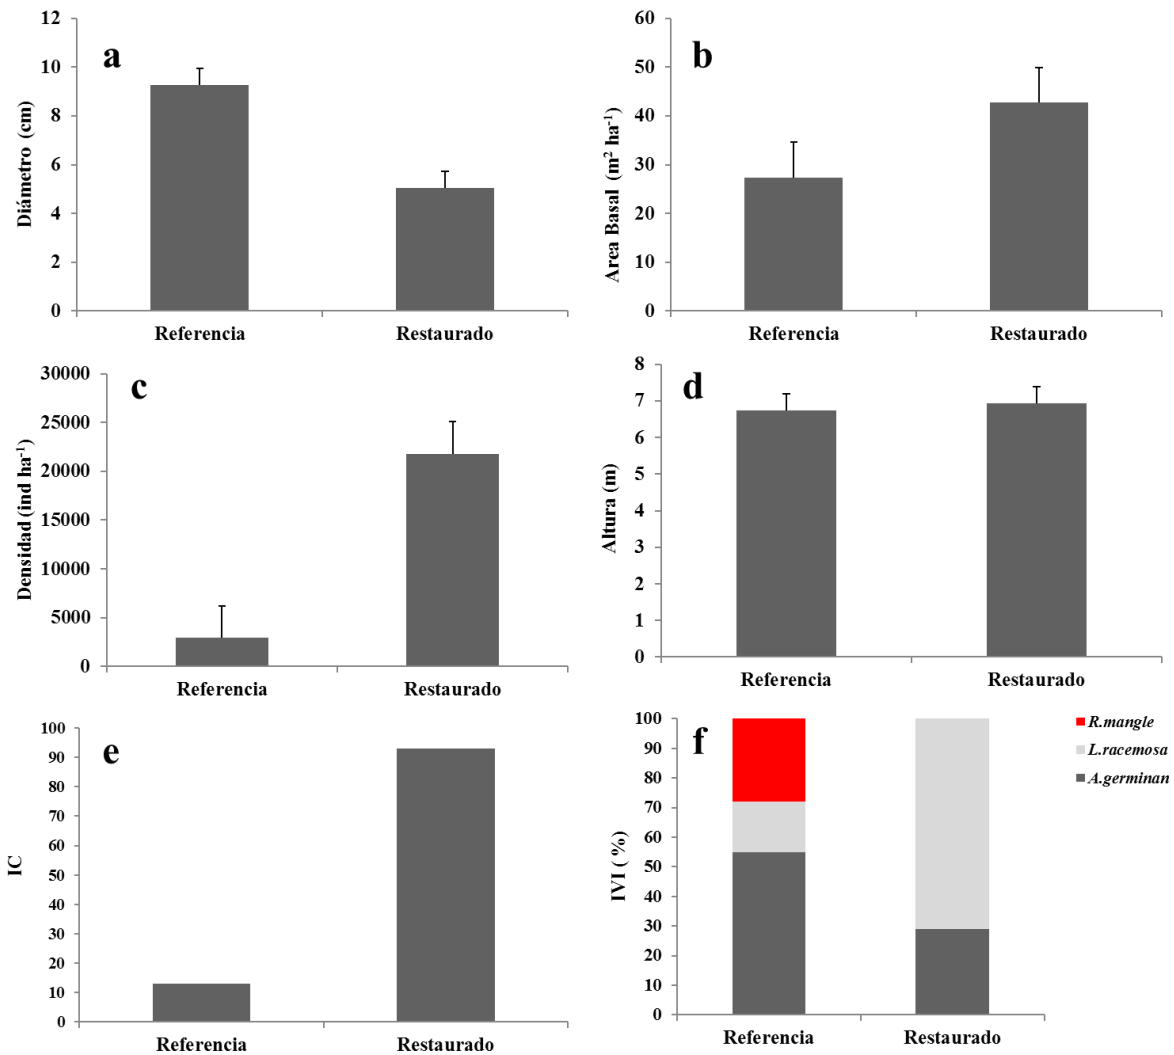 a
Diámetro (cm)
12
10
8
6
4
2
0
Referencia
Restaurado
b
Area Basal (m² ha⁻¹)
60
50
40
30
20
10
0
Referencia
Restaurado
c
Densidad (ind ha⁻¹)
30000
25000
20000
15000
10000
5000
0
Referencia
Restaurado
d
Altura (m)
8
7
6
5
4
3
2
1
0
Referencia
Restaurado
e
IC
100
90
80
70
60
50
40
30
20
10
0
Referencia
Restaurado
f
IVI ( %)
100
90
80
70
60
50
40
30
20
10
0
Referencia
Restaurado
R.mangle
L.racemosa
A.germinan